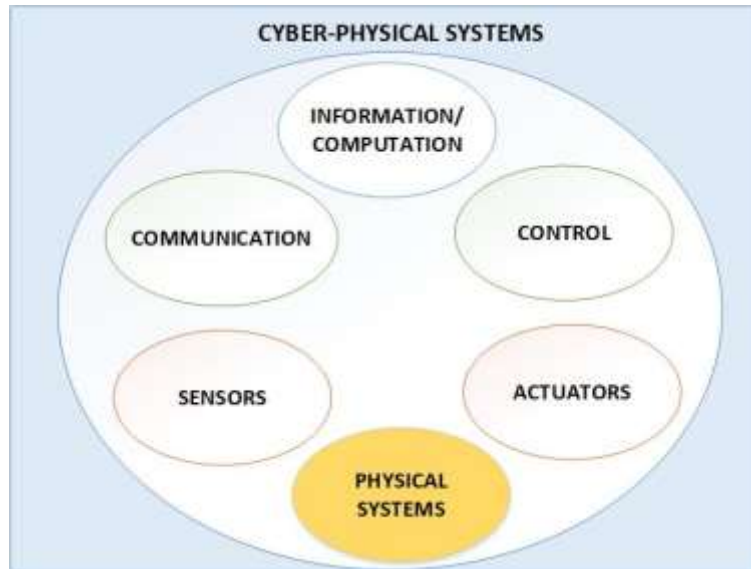 CYBER-PHYSICAL SYSTEMS
INFORMATION/
COMPUTATION
COMMUNICATION
CONTROL
SENSORS
ACTUATORS
PHYSICAL
SYSTEMS